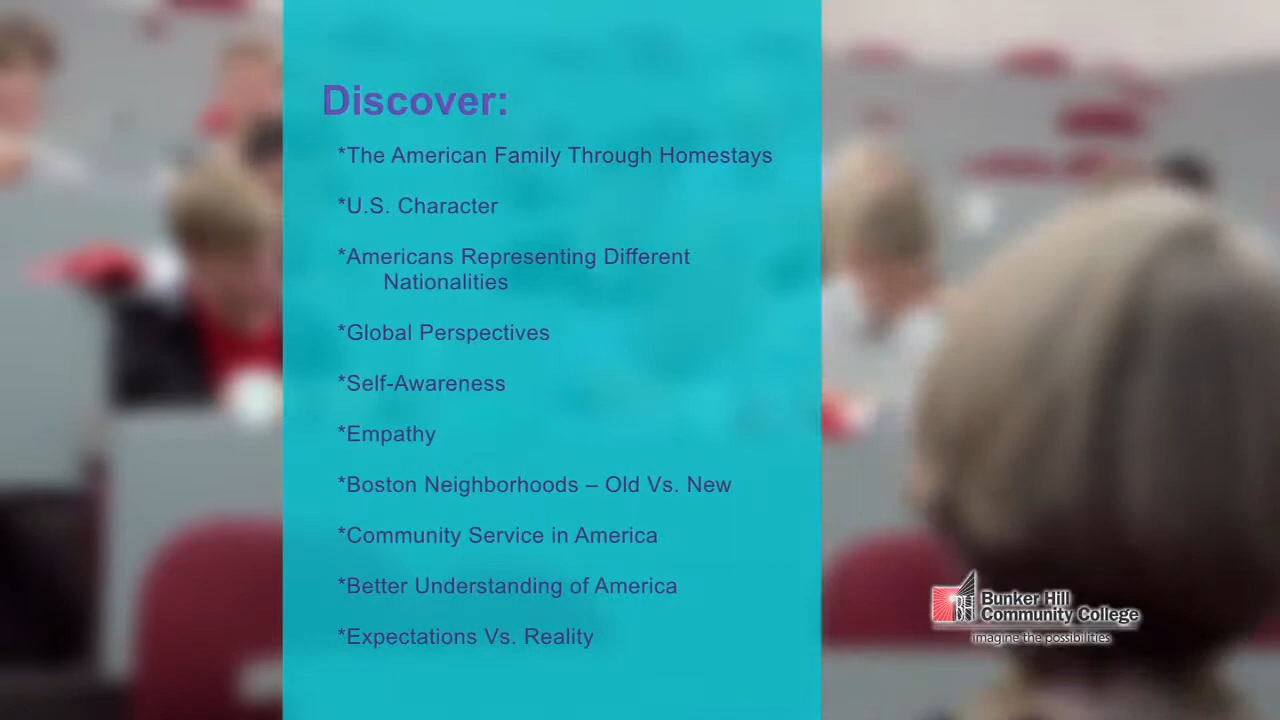 Discover:
*The American Family Through Homestays
*U.S. Character
*Americans Representing Different
Nationalities
*Global Perspectives
*Self-Awareness
*Empathy
*Boston Neighborhoods – Old Vs. New
*Community Service in America
*Better Understanding of America
*Expectations Vs. Reality
BH
Bunker Hill
Community College
imagine the possibilities